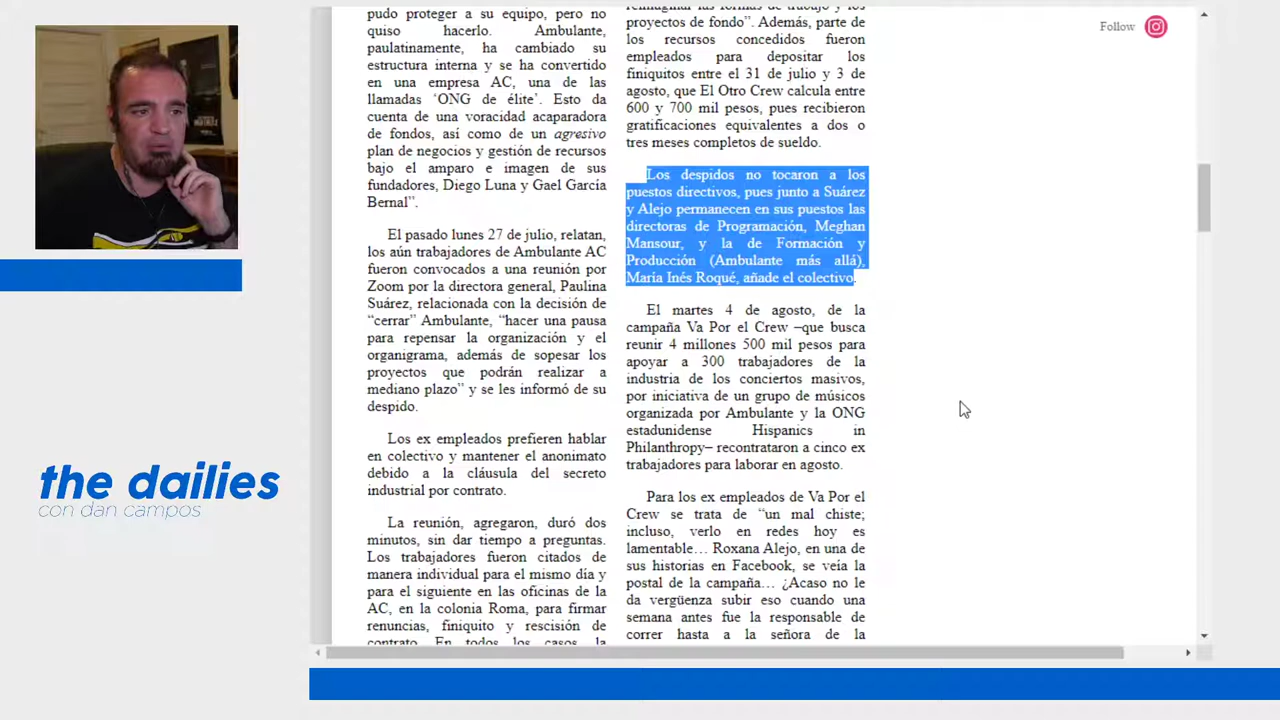 pudo proteger a su equipo, pero no
quiso hacerlo. Ambulante,
paulatinamente, ha cambiado su
estructura interna y se ha convertido
en una empresa AC, una de las
llamadas ‘ONG de élite’. Esto da
cuenta de una voracidad acaparadora
de fondos, así como de un agresivo
plan de negocios y gestión de recursos
bajo el amparo e imagen de sus
fundadores, Diego Luna y Gael García
Bernal”.
El pasado lunes 27 de julio, relatan,
los aún trabajadores de Ambulante AC
fueron convocados a una reunión por
Zoom por la directora general, Paulina
Suárez, relacionada con la decisión de
“cerrar” Ambulante, “hacer una pausa
para repensar la organización y el
organigrama, además de sopesar los
proyectos que podrán realizar a
mediano plazo” y se les informó de su
despido.
Los ex empleados prefieren hablar
en colectivo y mantener el anonimato
debido a la cláusula del secreto
industrial por contrato.
La reunión, agregaron, duró dos
minutos, sin dar tiempo a preguntas.
Los trabajadores fueron citados de
manera individual para el mismo día y
para el siguiente en las oficinas de la
AC, en la colonia Roma, para firmar
renuncias, finiquito y rescisión de
contrato. En todos los casos, la
reimaginar las formas de trabajo y los
proyectos de fondo”. Además, parte de
los recursos concedidos fueron
empleados para depositar los
finiquitos entre el 31 de julio y 3 de
agosto, que El Otro Crew calcula entre
600 y 700 mil pesos, pues recibieron
gratificaciones equivalentes a dos o
tres meses completos de sueldo.
Los despidos no tocaron a los
puestos directivos, pues junto a Suárez
y Alejo permanecen en sus puestos las
directoras de Programación, Meghan
Mansour, y la de Formación y
Producción (Ambulante más allá),
María Inés Roqué, añade el colectivo.
El martes 4 de agosto, de la
campaña Va Por el Crew –que busca
reunir 4 millones 500 mil pesos para
apoyar a 300 trabajadores de la
industria de los conciertos masivos,
por iniciativa de un grupo de músicos
organizada por Ambulante y la ONG
estadunidense Hispanics in
Philanthropy– recontrataron a cinco ex
trabajadores para laborar en agosto.
Para los ex empleados de Va Por el
Crew se trata de “un mal chiste;
incluso, verlo en redes hoy es
lamentable… Roxana Alejo, en una de
sus historias en Facebook, se veía la
postal de la campaña… ¿Acaso no le
da vergüenza subir eso cuando una
semana antes fue la responsable de
correr hasta a la señora de la
Follow
the dailies
con dan campos